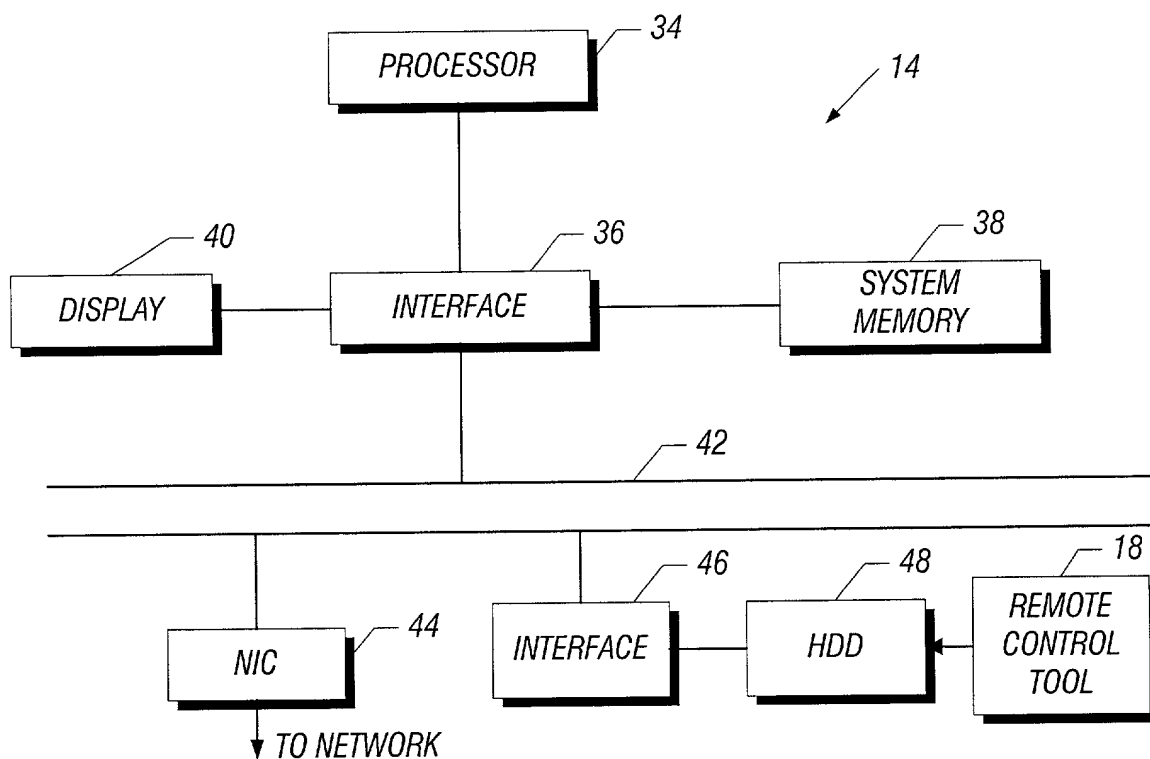 34
PROCESSOR
14
40
36
38
DISPLAY
INTERFACE
SYSTEM
MEMORY
42
46
48
18
44
NIC
INTERFACE
HDD
REMOTE
CONTROL
TOOL
TO NETWORK